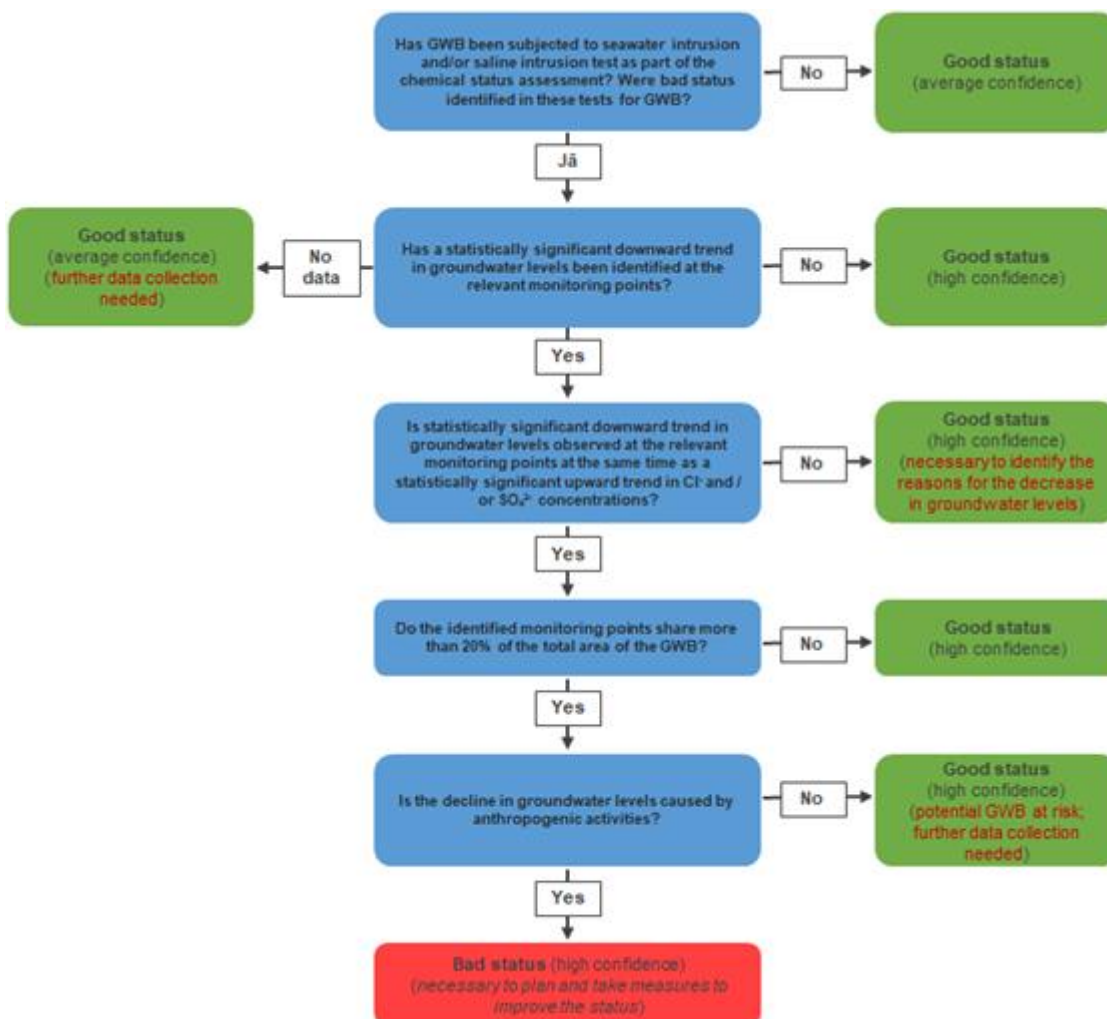 Has GWB been subjected to seawater intrusion
and/or saline intrusion test as part of the
chemical status assessment? Were bad status
identified in these tests for GWB?
No
Good status
(average confidence)
Jā
Good status
(average confidence)
(further data collection
needed)
No
data
Has a statistically significant downward trend
in groundwater levels been identified at the
relevant monitoring points?
No
Good status
(high confidence)
Yes
Is statistically significant downward trend in
groundwater levels observed at the relevant
monitoring points at the same time as a
statistically significant upward trend in Cl⁻ and /
or SO₄²⁻ concentrations?
No
Good status
(high confidence)
(necessary to identify the
reasons for the decrease
in groundwater levels)
Yes
Do the identified monitoring points share more
than 20% of the total area of the GWB?
No
Good status
(high confidence)
Yes
Is the decline in groundwater levels caused by
anthropogenic activities?
No
Good status
(high confidence)
(potential GWB at risk;
further data collection
needed)
Yes
Bad status (high confidence)
(necessary to plan and take measures to
improve the status)